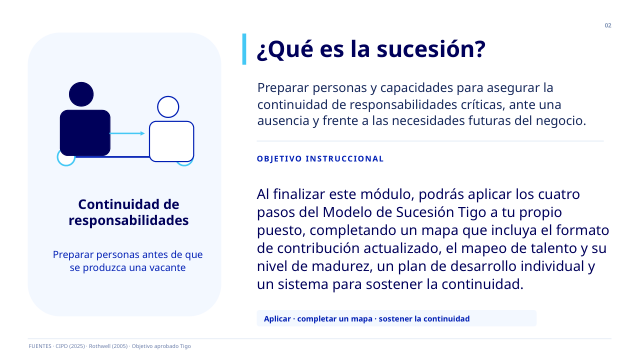 02
¿Qué es la sucesión?
Preparar personas y capacidades para asegurar la
continuidad de responsabilidades críticas, ante una
ausencia y frente a las necesidades futuras del negocio.
OBJETIVO INSTRUCCIONAL
Al finalizar este módulo, podrás aplicar los cuatro
pasos del Modelo de Sucesión Tigo a tu propio
puesto, completando un mapa que incluya el formato
de contribución actualizado, el mapeo de talento y su
nivel de madurez, un plan de desarrollo individual y
un sistema para sostener la continuidad.
Aplicar · completar un mapa · sostener la continuidad
Continuidad de
responsabilidades
Preparar personas antes de que
se produzca una vacante
FUENTES · CIPD (2025) · Rothwell (2005) · Objetivo aprobado Tigo